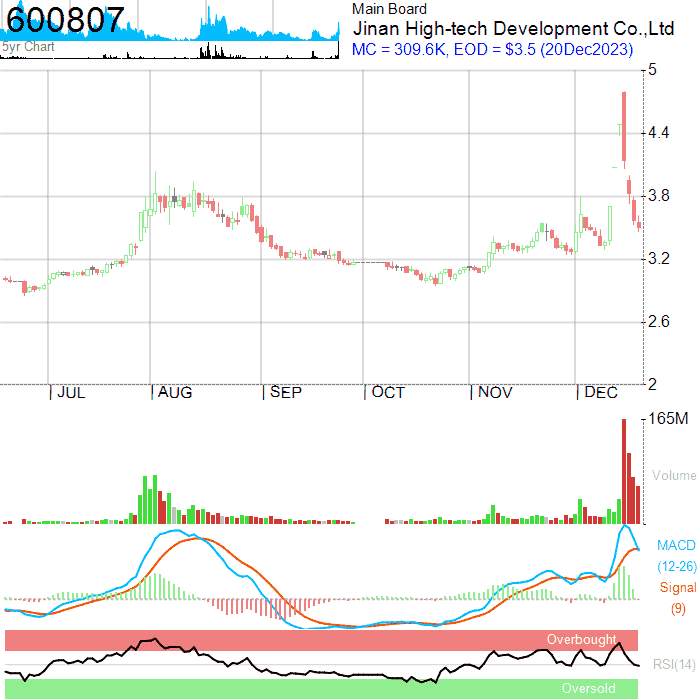 600807
5yr Chart
Main Board
Jinan High-tech Development Co.,Ltd
MC = 309.6K, EOD = $3.5 (20Dec2023)
5
4.4
3.8
3.2
2.6
2
JUL
AUG
SEP
OCT
NOV
DEC
165M
Volume
MACD
(12-26)
Signal
(9)
Overbought
RSI(14)
Oversold